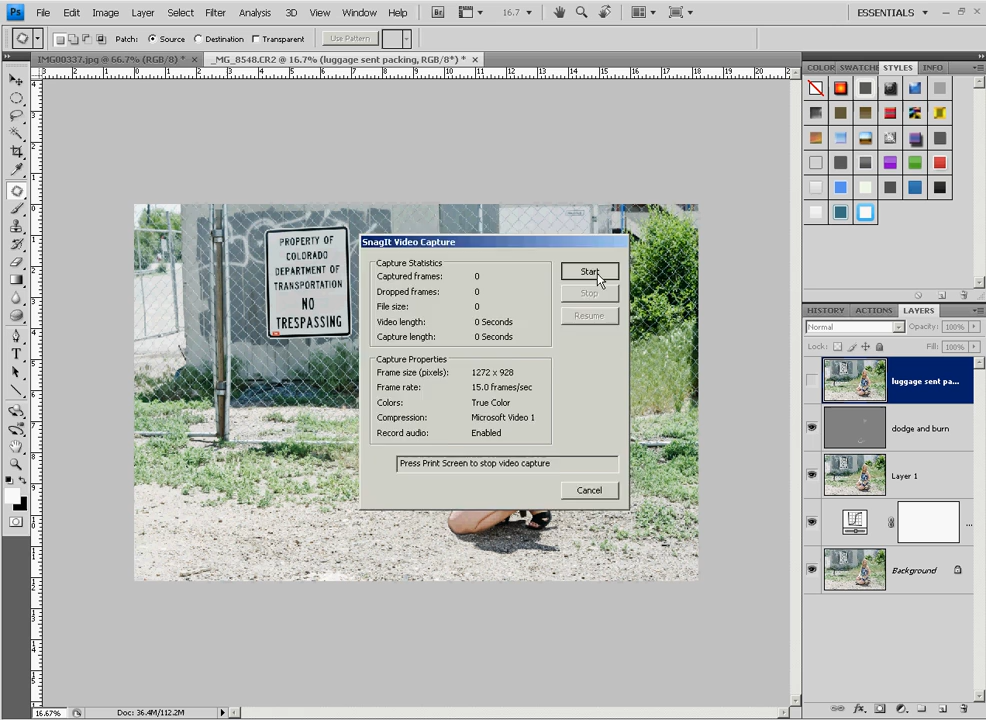 Ps File Edit Image Layer Select Filter Analysis 3D View Window Help Br 16.7 ESSENTIALS
Patch: Source Destination Transparent Use Pattern
IMG00337.jpg @ 66.7% (RGB/8) * × _MG_8548.CR2 @ 16.7% (luggage sent packing, RGB/8*) * ×
COLOR SWATCHE STYLES INFO
PROPERTY OF
COLORADO
DEPARTMENT OF
TRANSPORTATION
NO
TRESPASSING
SnagIt Video Capture
Capture Statistics
Captured frames: 0
Dropped frames: 0
File size: 0
Video length: 0 Seconds
Capture length: 0 Seconds
Start
Stop
Resume
Capture Properties
Frame size (pixels): 1272 x 928
Frame rate: 15.0 frames/sec
Colors: True Color
Compression: Microsoft Video 1
Record audio: Enabled
Press Print Screen to stop video capture
Cancel
HISTORY ACTIONS LAYERS
Normal Opacity: 100%
Lock: Fill: 100%
luggage sent pa...
dodge and burn
Layer 1
...
Background
16.67% Doc: 36.4M/112.2M